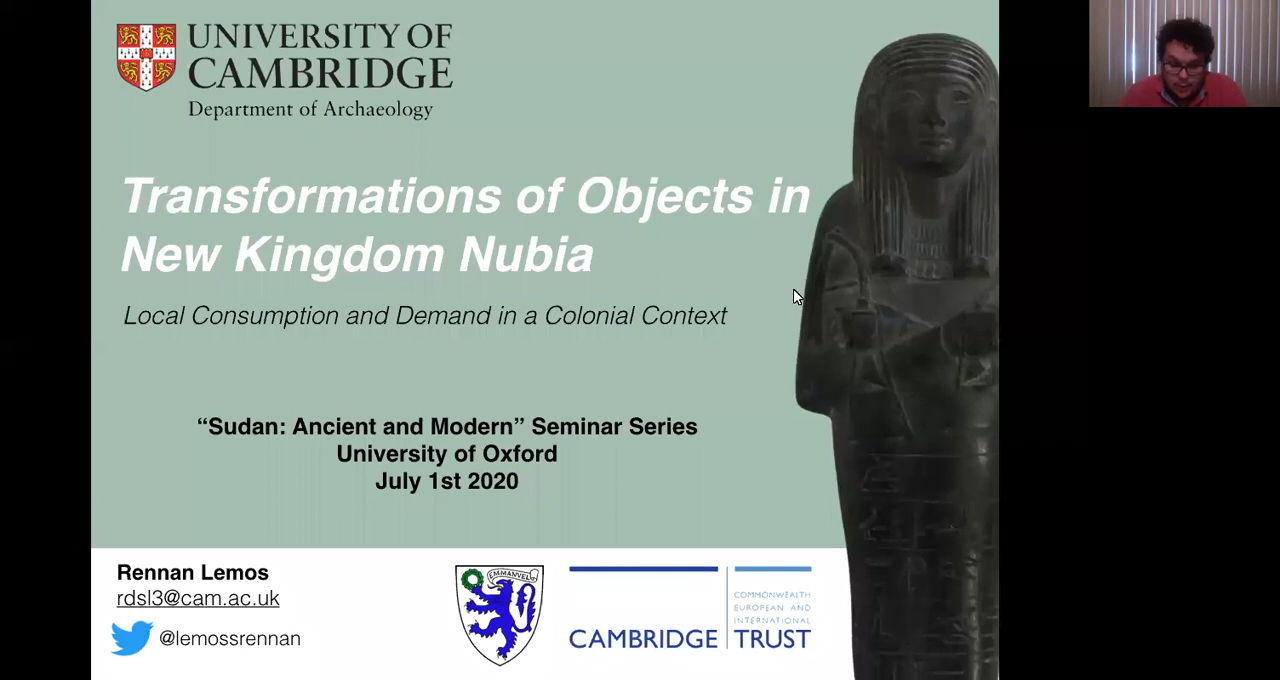 UNIVERSITY OF
CAMBRIDGE
Department of Archaeology
Transformations of Objects in
New Kingdom Nubia
Local Consumption and Demand in a Colonial Context
“Sudan: Ancient and Modern” Seminar Series
University of Oxford
July 1st 2020
Rennan Lemos
rdsl3@cam.ac.uk
@lemossrennan
EMMANVEL
CAMBRIDGE
COMMONWEALTH
EUROPEAN AND
INTERNATIONAL
TRUST